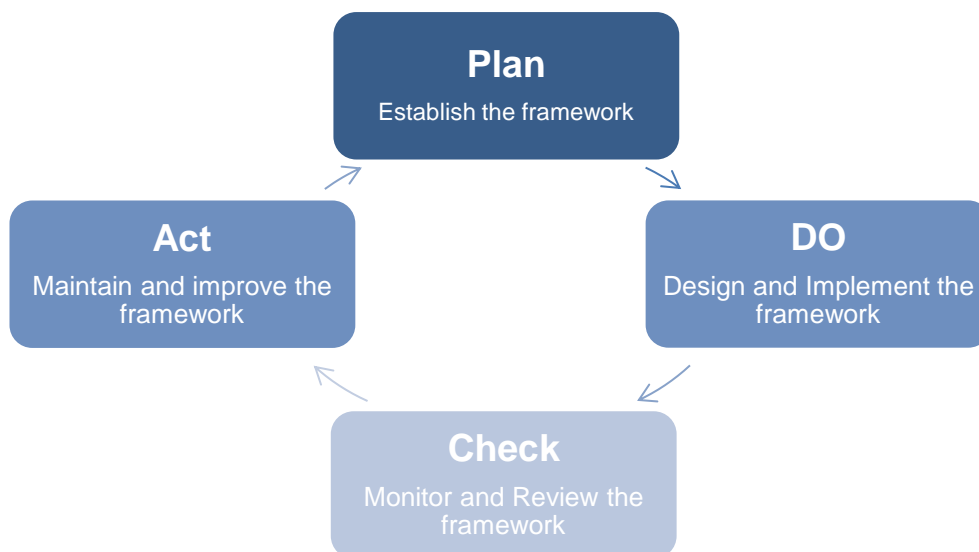 Plan
Establish the framework
Act
Maintain and improve the
framework
DO
Design and Implement the
framework
Check
Monitor and Review the
framework